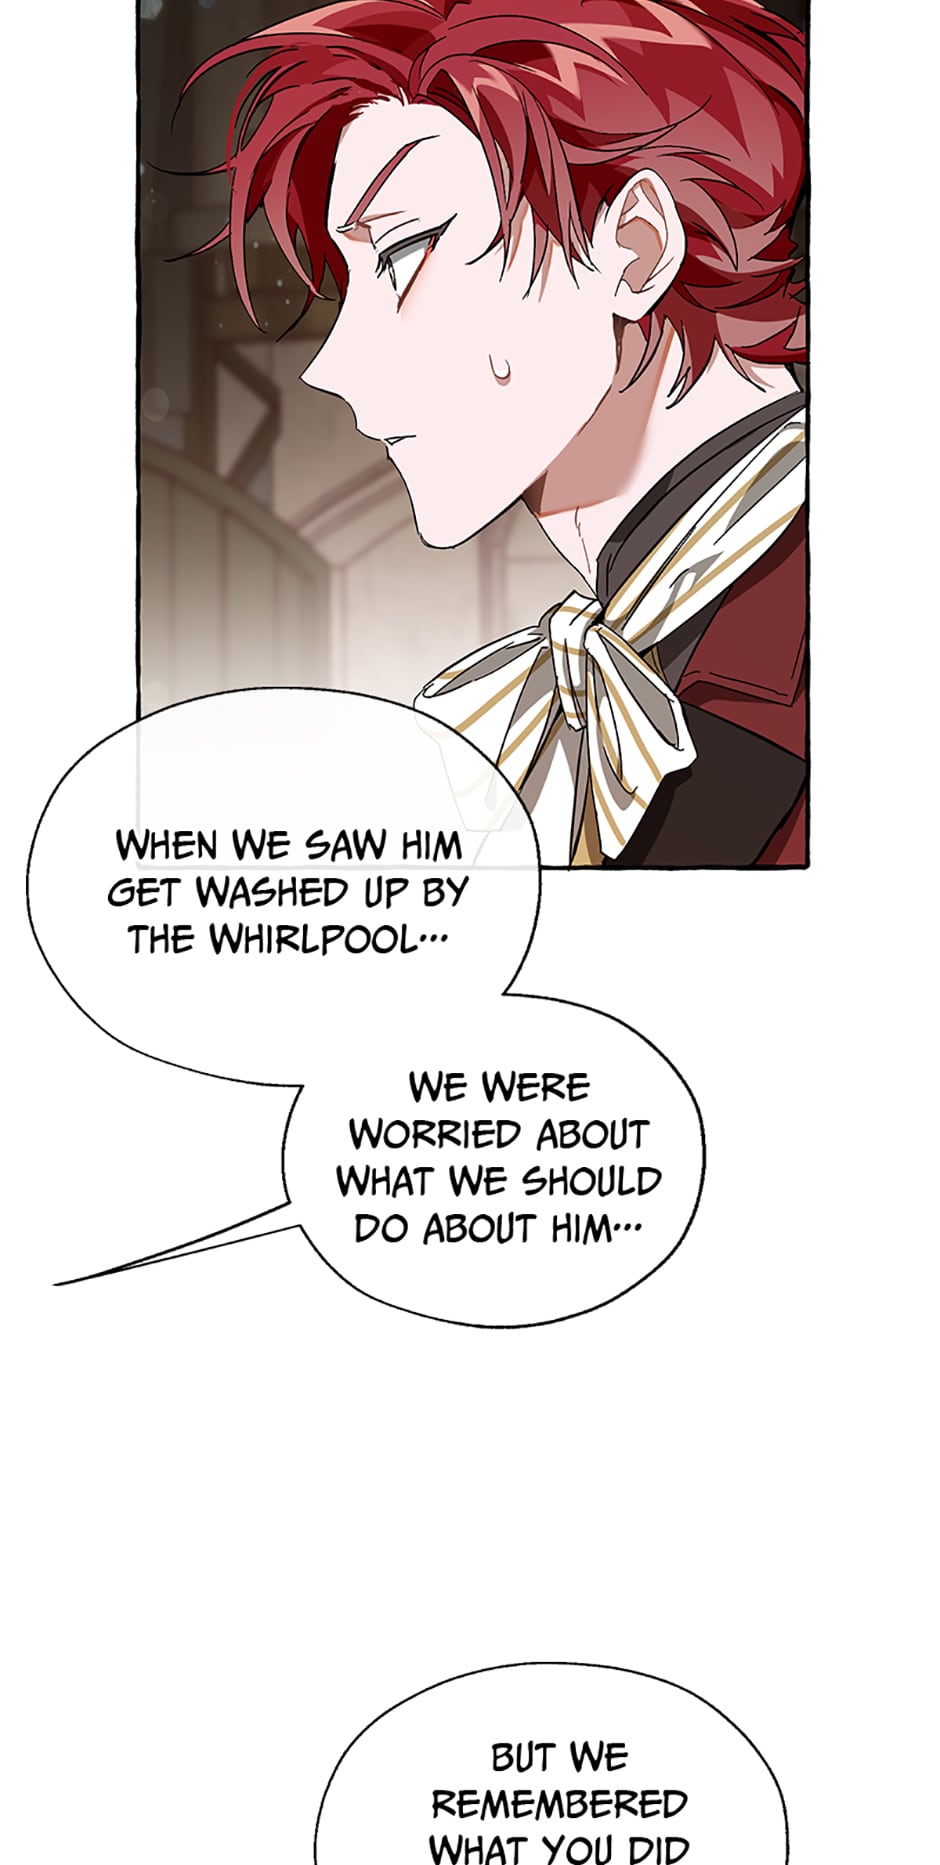 WHEN WE SAW HIM
GET WASHED UP BY
THE WHIRLPOOL...
WE WERE
WORRIED ABOUT
WHAT WE SHOULD
DO ABOUT HIM...
BUT WE
REMEMBERED
WHAT YOU DID